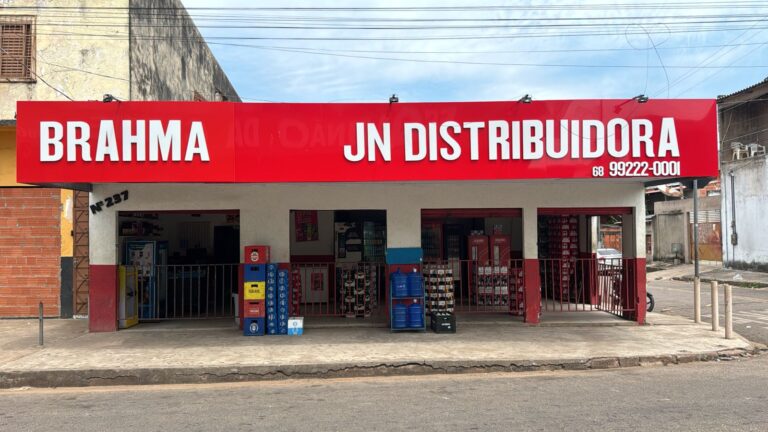 BRAHMA
JN DISTRIBUIDORA
68 99222-0001
Nº 237